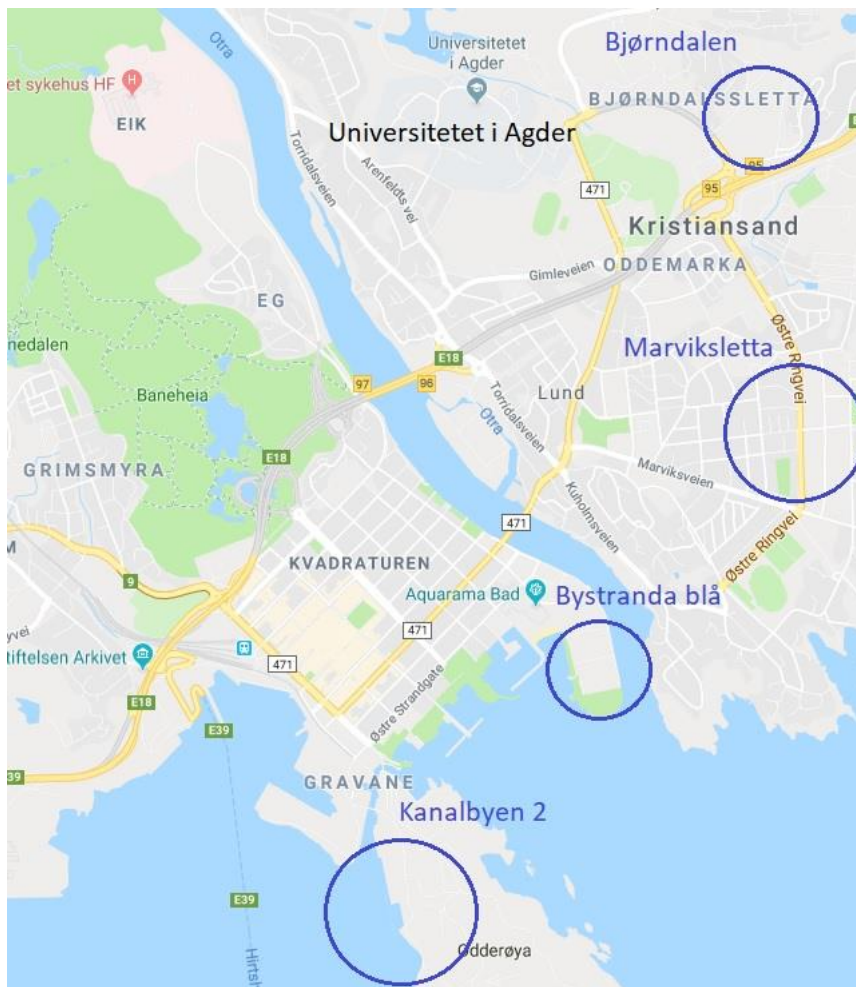 Otra
Universitetet
i Agder
Bjørndalen
et sykehus HF
H
EIK
BJØRNDALSSLETTA
Universitetet i Agder
Torridalsveien
Arenfeldts vei
471
95
95
Kristiansand
ODDEMARKA
Gimleveien
EG
Østre Ringvei
nedalen
Marviksletta
E18
97
96
Baneheia
Lund
Torridalsveien
Otra
E18
GRIMSMYRA
Marviksveien
Kuholmsveien
471
M
KVADRATUREN
Østre Ringvei
9
Aquarama Bad
Bystranda blå
471
yvei
tiftelsen Arkivet
471
Østre Strandgate
E18
E39
39
GRAVANE
Kanalbyen 2
E39
Odderøya
Hirtsh